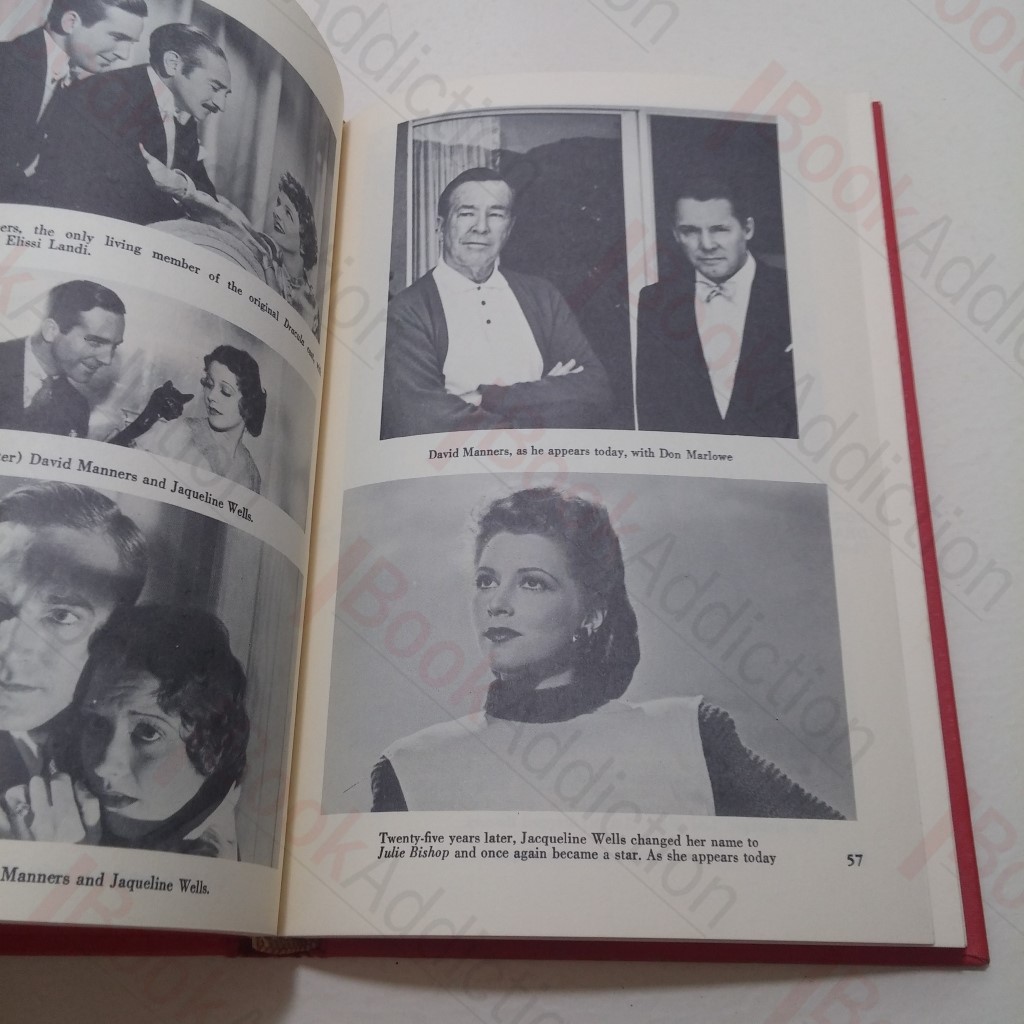 ers, the only living member of the original Dracula
Elissi Landi.
er) David Manners and Jaqueline Wells.
Manners and Jaqueline Wells.
David Manners, as he appears today, with Don Marlowe
Twenty-five years later, Jacqueline Wells changed her name to
Julie Bishop and once again became a star. As she appears today
57
BookAddiction